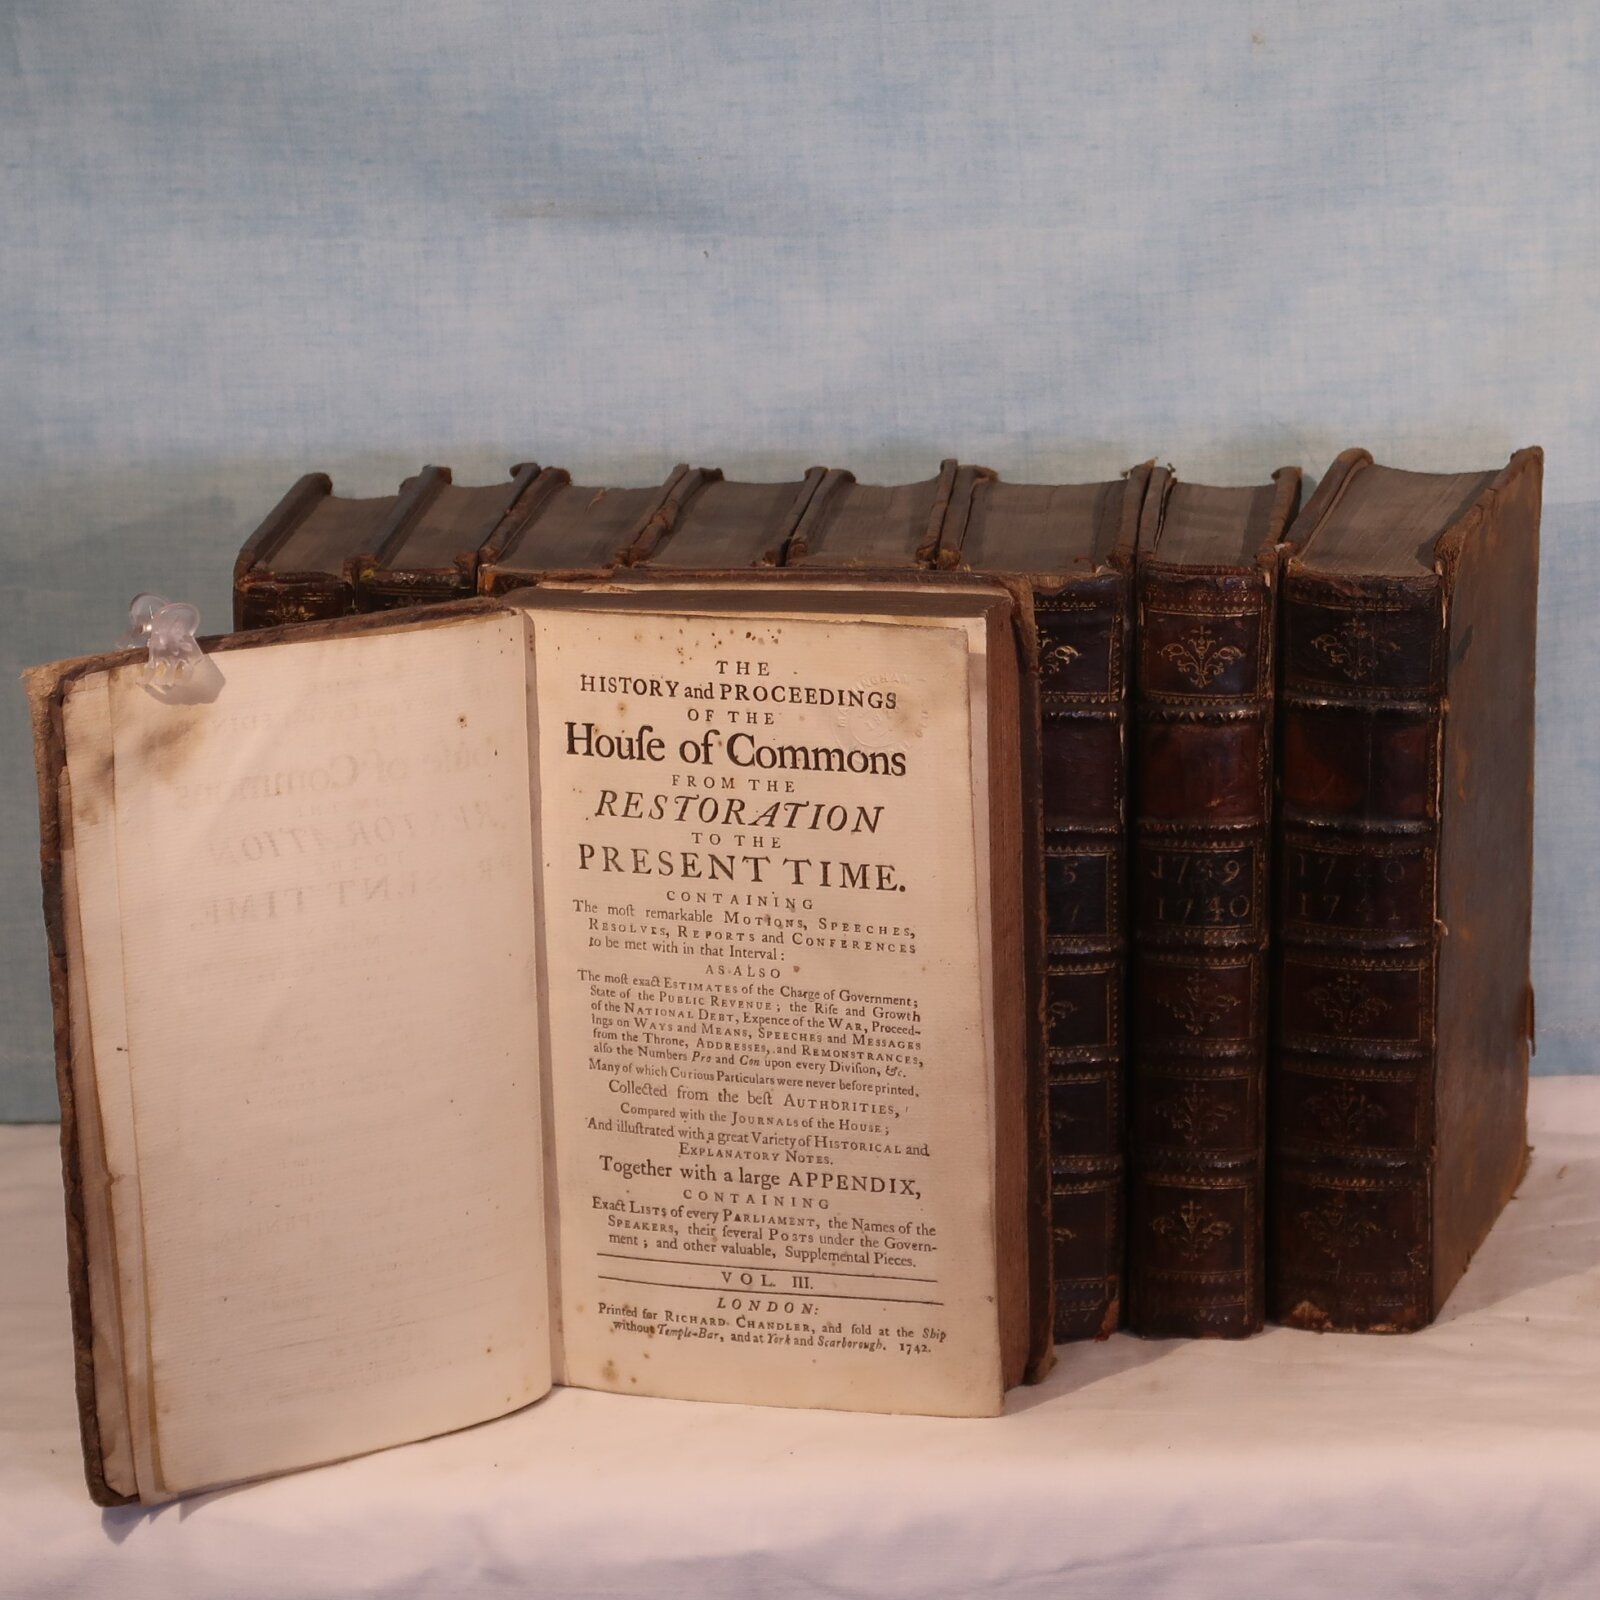 THE
HISTORY and PROCEEDINGS
OF THE
Houſe of Commons
FROM THE
RESTORATION
TO THE
PRESENT TIME.
CONTAINING
The moſt remarkable MOTIONS, SPEECHES,
RESOLVES, REPORTS and CONFERENCES
to be met with in that Interval:
AS ALSO
The moſt exact ESTIMATES of the Charge of Government;
State of the PUBLIC REVENUE; the Riſe and Growth
of the NATIONAL DEBT, Expence of the WAR, Proceed-
ings on WAYS and MEANS, SPEECHES and MESSAGES
from the Throne, ADDRESSES, and REMONSTRANCES,
alſo the Numbers Pro and Con upon every Diviſion, &c.
Many of which Curious Particulars were never before printed.
Collected from the beſt AUTHORITIES,
Compared with the JOURNALS of the HOUSE;
And illuſtrated with a great Variety of HISTORICAL and
EXPLANATORY NOTES.
Together with a large APPENDIX,
CONTAINING
Exact LISTS of every PARLIAMENT, the Names of the
SPEAKERS, their ſeveral POSTS under the Govern-
ment; and other valuable, Supplemental Pieces.
VOL. III.
LONDON:
Printed for RICHARD CHANDLER, and ſold at the Ship
without Temple-Bar, and at York and Scarborough. 1742.
5
7
1739
1740
1740
1741